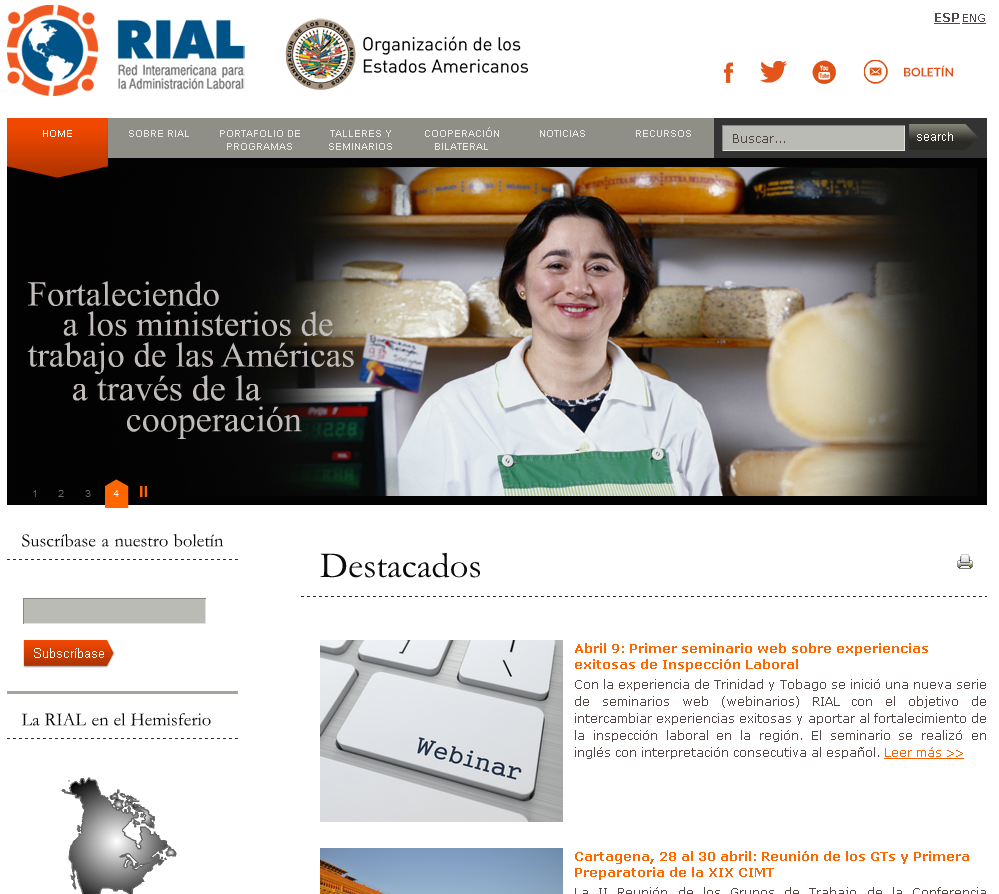 ESP ENG
RIAL
Red Interamericana para
la Administración Laboral
Organización de los
Estados Americanos
BOLETÍN
HOME
SOBRE RIAL
PORTAFOLIO DE
PROGRAMAS
TALLERES Y
SEMINARIOS
COOPERACIÓN
BILATERAL
NOTICIAS
RECURSOS
Buscar...
search
Fortaleciendo
a los ministerios de
trabajo de las Américas
a través de la
cooperación
1 2 3 4
Suscríbase a nuestro boletín
Subscríbase
La RIAL en el Hemisferio
Destacados
Webinar
Abril 9: Primer seminario web sobre experiencias
exitosas de Inspección Laboral
Con la experiencia de Trinidad y Tobago se inició una nueva serie
de seminarios web (webinarios) RIAL con el objetivo de
intercambiar experiencias exitosas y aportar al fortalecimiento de
la inspección laboral en la región. El seminario se realizó en
inglés con interpretación consecutiva al español. Leer más >>
Cartagena, 28 al 30 abril: Reunión de los GTs y Primera
Preparatoria de la XIX CIMT
La II Reunión de los Grupos de Trabajo de la Conferencia